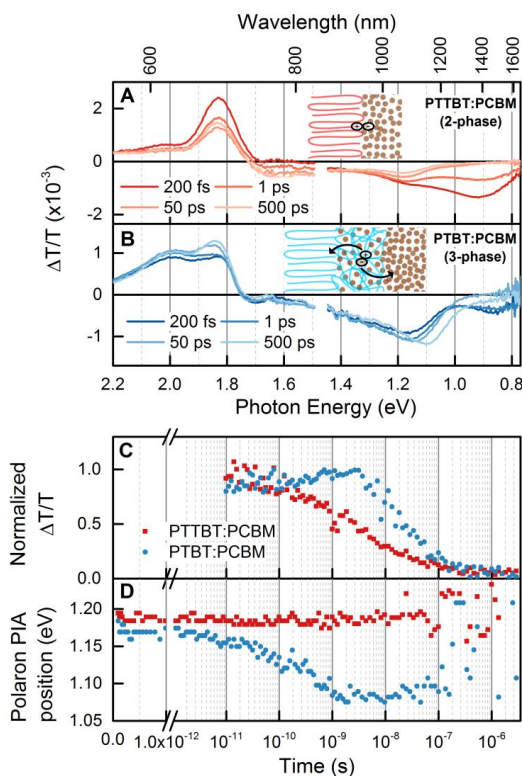 Wavelength (nm)
600 800 1000 1200 1400 1600
A
PTTBT:PCBM
(2-phase)
2
0
-2
200 fs 1 ps
50 ps 500 ps
ΔT/T (x10⁻³)
B
PTBT:PCBM
(3-phase)
1
0
-1
200 fs 1 ps
50 ps 500 ps
2.2 2.0 1.8 1.6 1.4 1.2 1.0 0.8
Photon Energy (eV)
C
Normalized
ΔT/T
1.0
0.5
0.0
PTTBT:PCBM
PTBT:PCBM
D
Polaron PIA
position (eV)
1.20
1.15
1.10
1.05
0.0 1.0x10⁻¹² 10⁻¹¹ 10⁻¹⁰ 10⁻⁹ 10⁻⁸ 10⁻⁷ 10⁻⁶
Time (s)